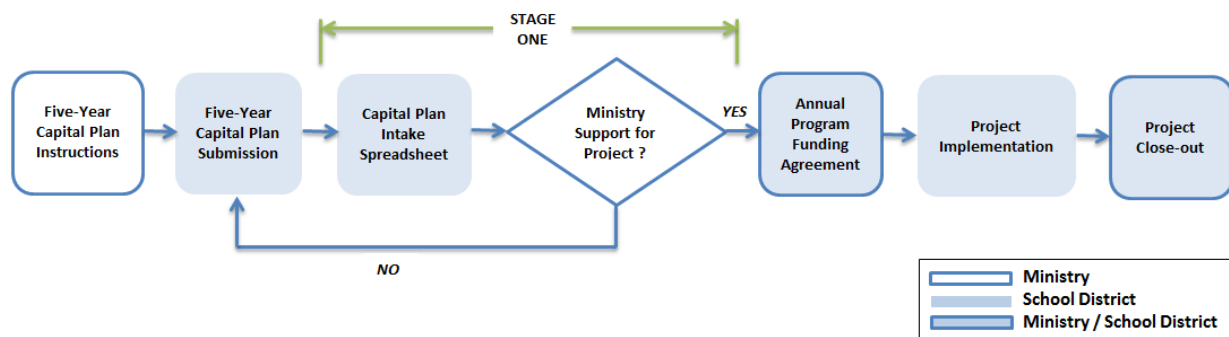 STAGE
ONE
Five-Year
Capital Plan
Instructions
Five-Year
Capital Plan
Submission
Capital Plan
Intake
Spreadsheet
Ministry
Support for
Project ?
YES
Annual
Program
Funding
Agreement
Project
Implementation
Project
Close-out
NO
Ministry
School District
Ministry / School District